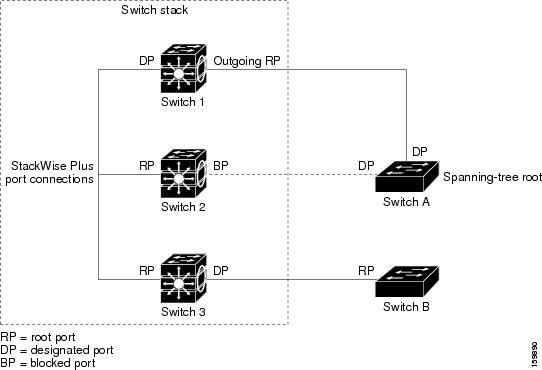 Switch stack
DP
Outgoing RP
Switch 1
DP
StackWise Plus
port connections
RP
BP
DP
Spanning-tree root
Switch 2
Switch A
RP
DP
RP
Switch 3
Switch B
RP = root port
DP = designated port
BP = blocked port
159890